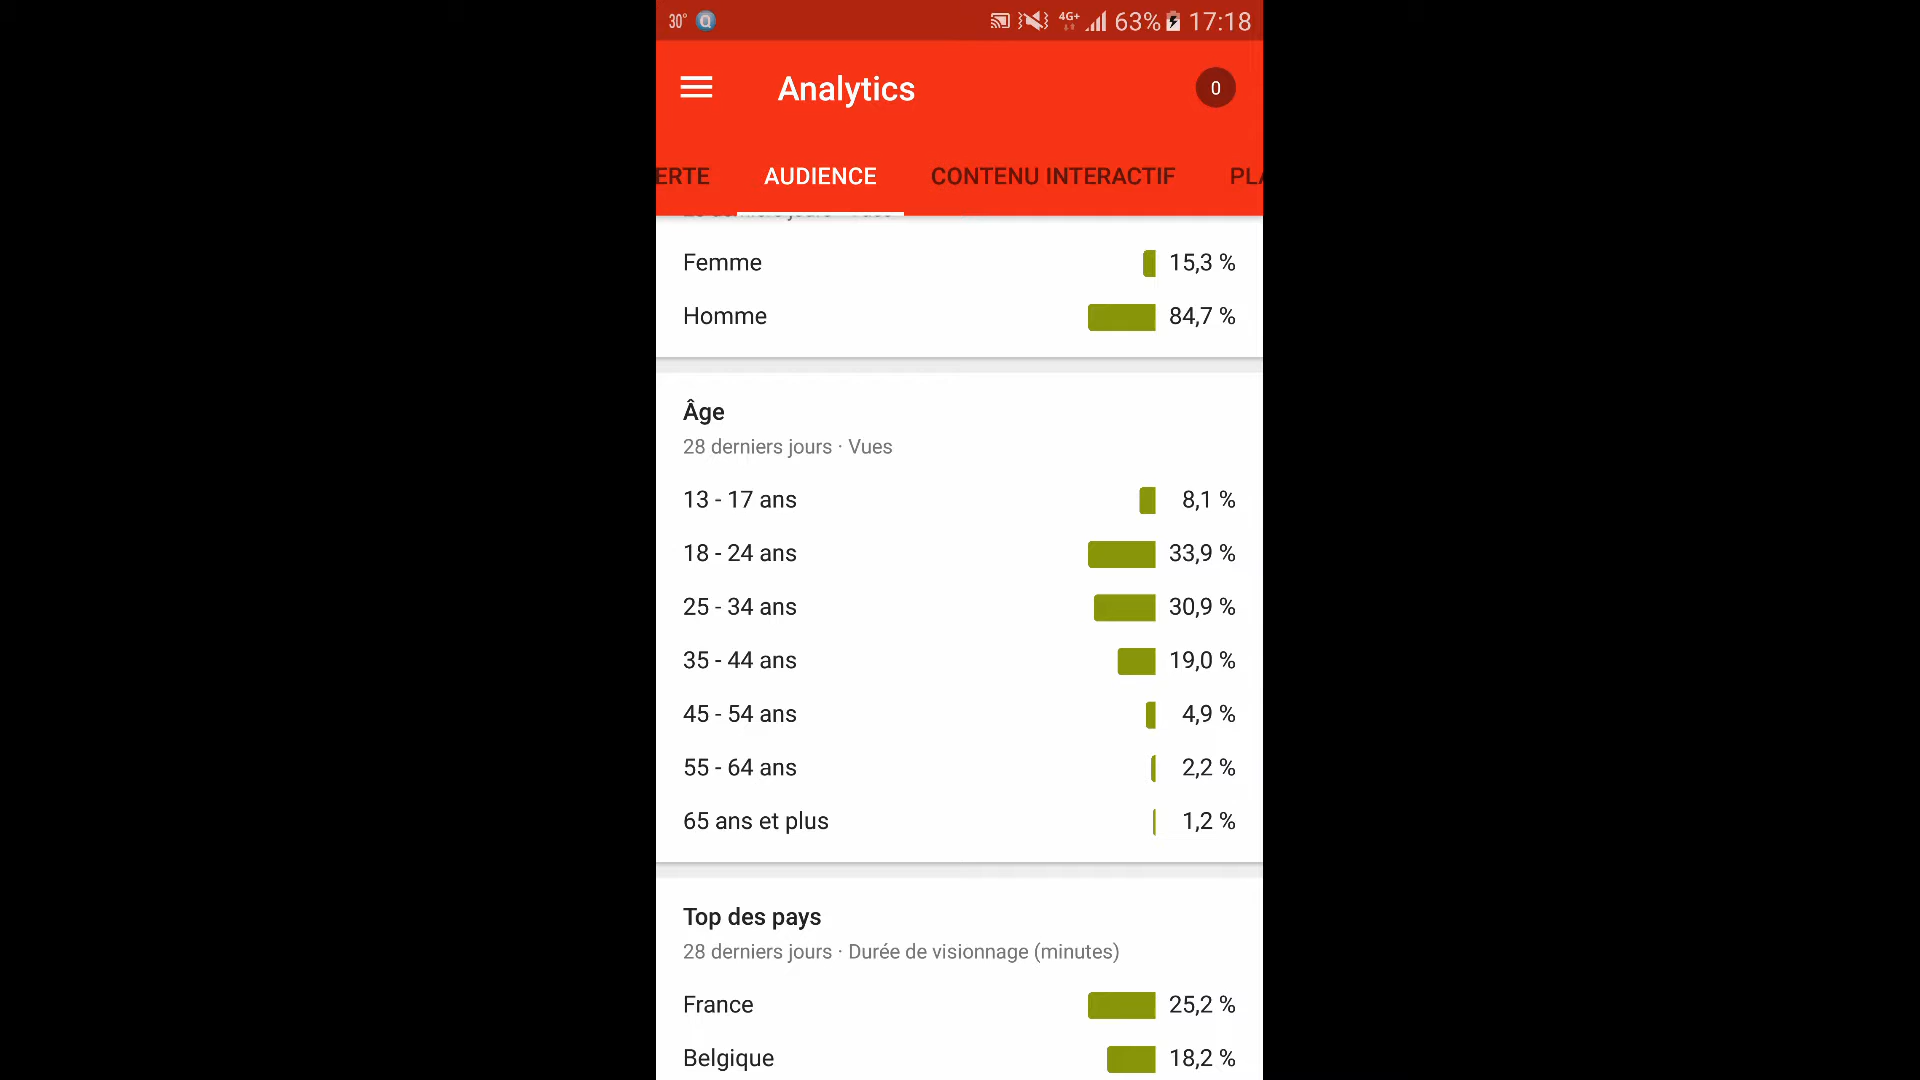 30° Q 4G+ 63% 17:18
Analytics 0
ERTE AUDIENCE CONTENU INTERACTIF PLA
Femme 15,3 %
Homme 84,7 %
Âge
28 derniers jours · Vues
13 - 17 ans 8,1 %
18 - 24 ans 33,9 %
25 - 34 ans 30,9 %
35 - 44 ans 19,0 %
45 - 54 ans 4,9 %
55 - 64 ans 2,2 %
65 ans et plus 1,2 %
Top des pays
28 derniers jours · Durée de visionnage (minutes)
France 25,2 %
Belgique 18,2 %